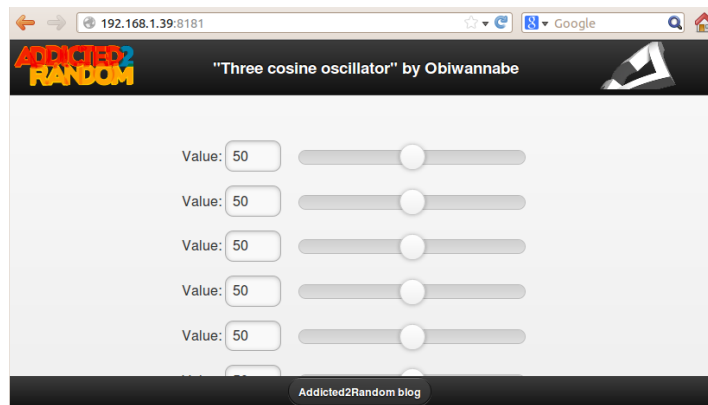 192.168.1.39:8181
Google
ADDICTED2
RANDOM
"Three cosine oscillator" by Obiwannabe
Value: 50
Value: 50
Value: 50
Value: 50
Value: 50
Addicted2Random blog